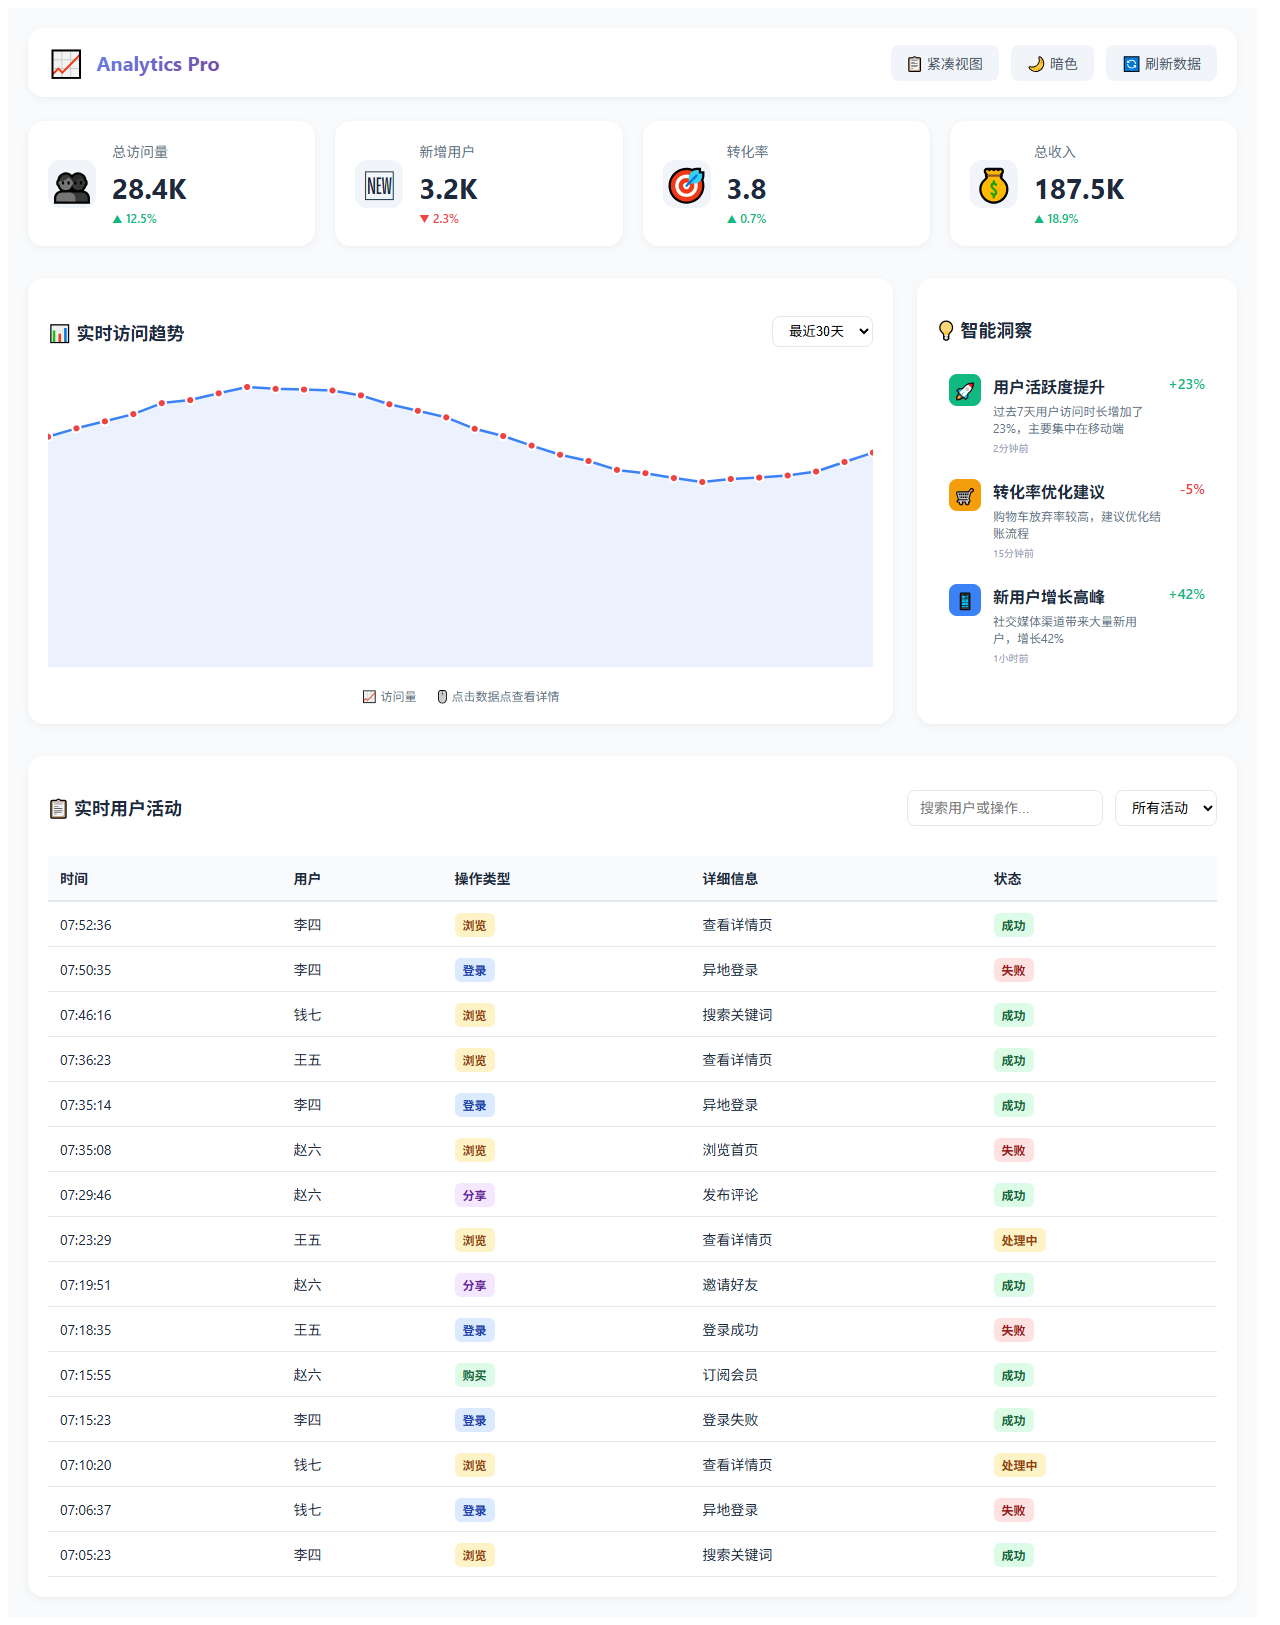 Analytics Pro
📋 紧凑视图
🌙 暗色
🔄 刷新数据
总访问量
28.4K
▲ 12.5%
新增用户
3.2K
▼ 2.3%
转化率
3.8
▲ 0.7%
总收入
187.5K
▲ 18.9%
📊 实时访问趋势
最近30天
📈 访问量
🖱 点击数据点查看详情
💡 智能洞察
用户活跃度提升
+23%
过去7天用户访问时长增加了
23%，主要集中在移动端
2分钟前
转化率优化建议
-5%
购物车放弃率较高，建议优化结
账流程
15分钟前
新用户增长高峰
+42%
社交媒体渠道带来大量新用
户，增长42%
1小时前
📋 实时用户活动
搜索用户或操作...
所有活动
时间 用户 操作类型 详细信息 状态
07:52:36 李四 浏览 查看详情页 成功
07:50:35 李四 登录 异地登录 失败
07:46:16 钱七 浏览 搜索关键词 成功
07:36:23 王五 浏览 查看详情页 成功
07:35:14 李四 登录 异地登录 成功
07:35:08 赵六 浏览 浏览首页 失败
07:29:46 赵六 分享 发布评论 成功
07:23:29 王五 浏览 查看详情页 处理中
07:19:51 赵六 分享 邀请好友 成功
07:18:35 王五 登录 登录成功 失败
07:15:55 赵六 购买 订阅会员 成功
07:15:23 李四 登录 登录失败 成功
07:10:20 钱七 浏览 查看详情页 处理中
07:06:37 钱七 登录 异地登录 失败
07:05:23 李四 浏览 搜索关键词 成功